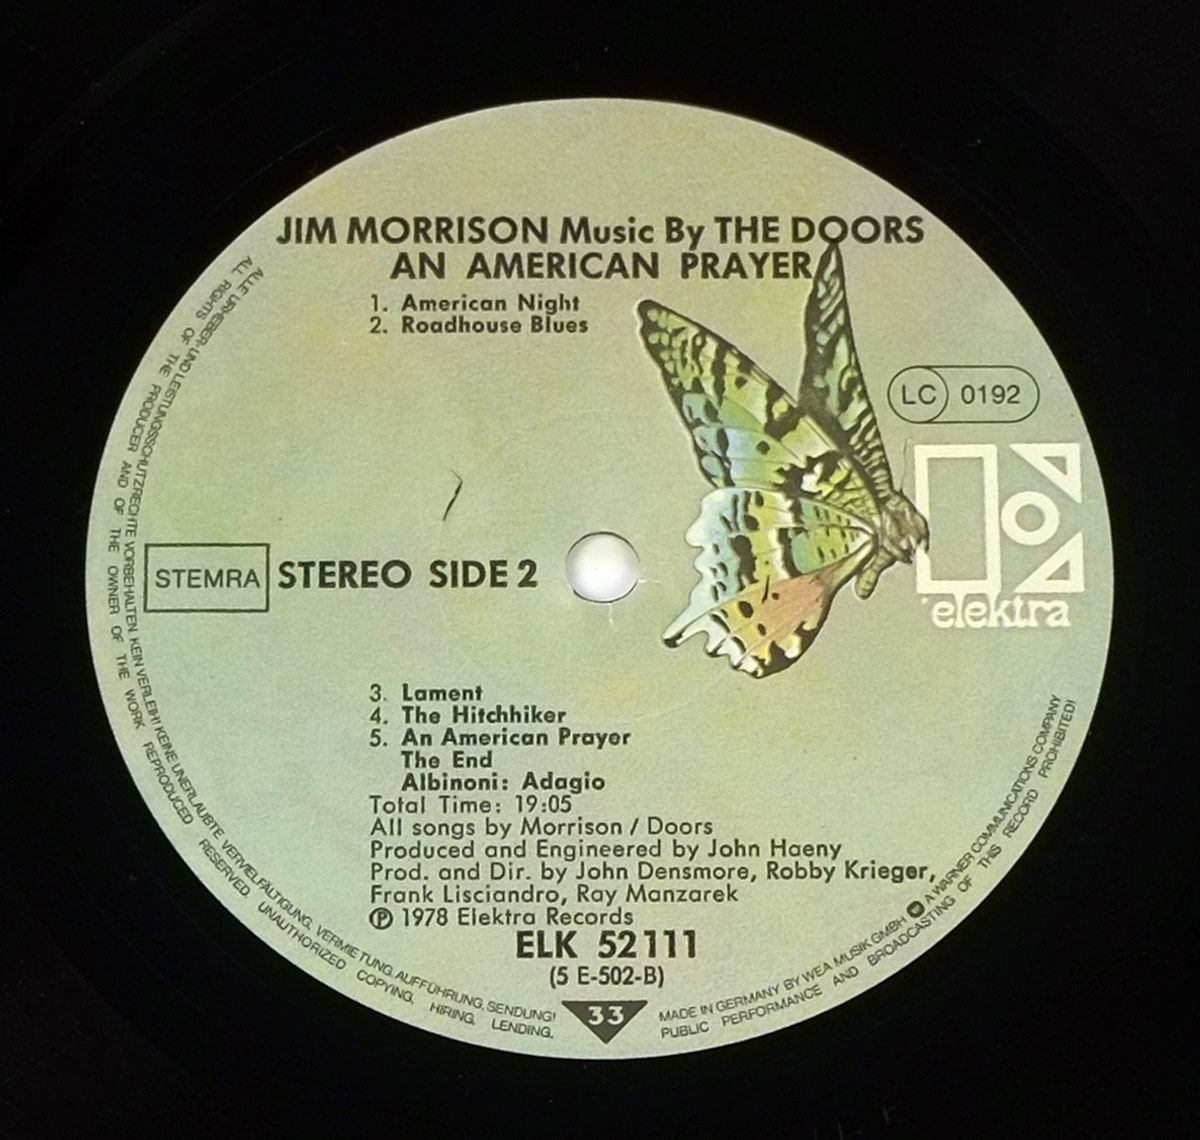 JIM MORRISON Music By THE DOORS
AN AMERICAN PRAYER
1. American Night
2. Roadhouse Blues
LC 0192
elektra
STEMRA
STEREO SIDE 2
3. Lament
4. The Hitchhiker
5. An American Prayer
The End
Albinoni: Adagio
Total Time: 19:05
All songs by Morrison / Doors
Produced and Engineered by John Haeny
Prod. and Dir. by John Densmore, Robby Krieger,
Frank Lisciandro, Ray Manzarek
℗ 1978 Elektra Records
ELK 52111
(5 E-502-B)
33
ALLE URHEBER- UND LEISTUNGSSCHUTZRECHTE VORBEHALTEN. KEIN VERLEIH! KEINE UNERLAUBTE VERVIELFÄLTIGUNG, VERMIETUNG, AUFFÜHRUNG, SENDUNG!
ALL RIGHTS OF THE PRODUCER AND OF THE OWNER OF THE WORK REPRODUCED RESERVED. UNAUTHORIZED COPYING, HIRING, LENDING,
MADE IN GERMANY BY WEA MUSIK GMBH A WARNER COMMUNICATIONS COMPANY
PUBLIC PERFORMANCE AND BROADCASTING OF THIS RECORD PROHIBITED!